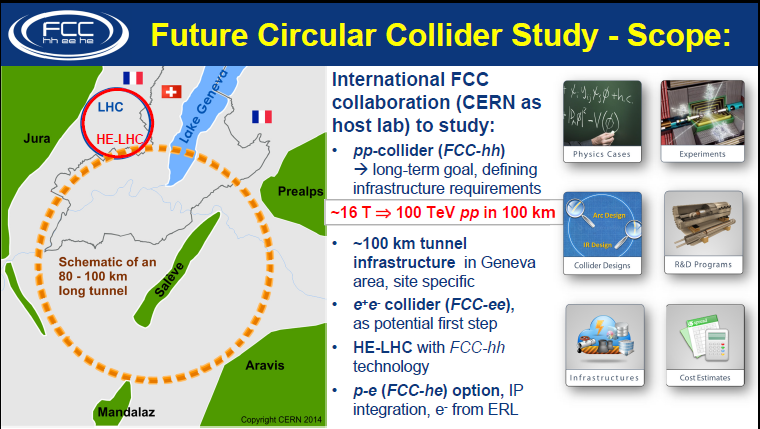 FCC
hh ee he
Future Circular Collider Study - Scope:
LHC
HE-LHC
Lake Geneva
Jura
Prealps
Schematic of an
80 - 100 km
long tunnel
Salève
Aravis
Mandalaz
Copyright CERN 2014
International FCC
collaboration (CERN as
host lab) to study:
• pp-collider (FCC-hh)
→ long-term goal, defining
infrastructure requirements
~16 T ⇒ 100 TeV pp in 100 km
• ~100 km tunnel
infrastructure in Geneva
area, site specific
• e⁺e⁻ collider (FCC-ee),
as potential first step
• HE-LHC with FCC-hh
technology
• p-e (FCC-he) option, IP
integration, e⁻ from ERL
Physics Cases
Experiments
Arc Design
IR Design
Collider Designs
R&D Programs
Infrastructures
Cost Estimates